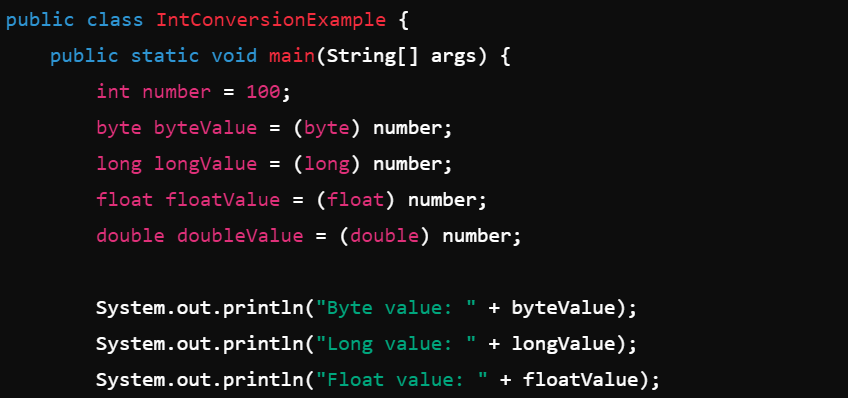 public class IntConversionExample {
public static void main(String[] args) {
int number = 100;
byte byteValue = (byte) number;
long longValue = (long) number;
float floatValue = (float) number;
double doubleValue = (double) number;
System.out.println("Byte value: " + byteValue);
System.out.println("Long value: " + longValue);
System.out.println("Float value: " + floatValue);